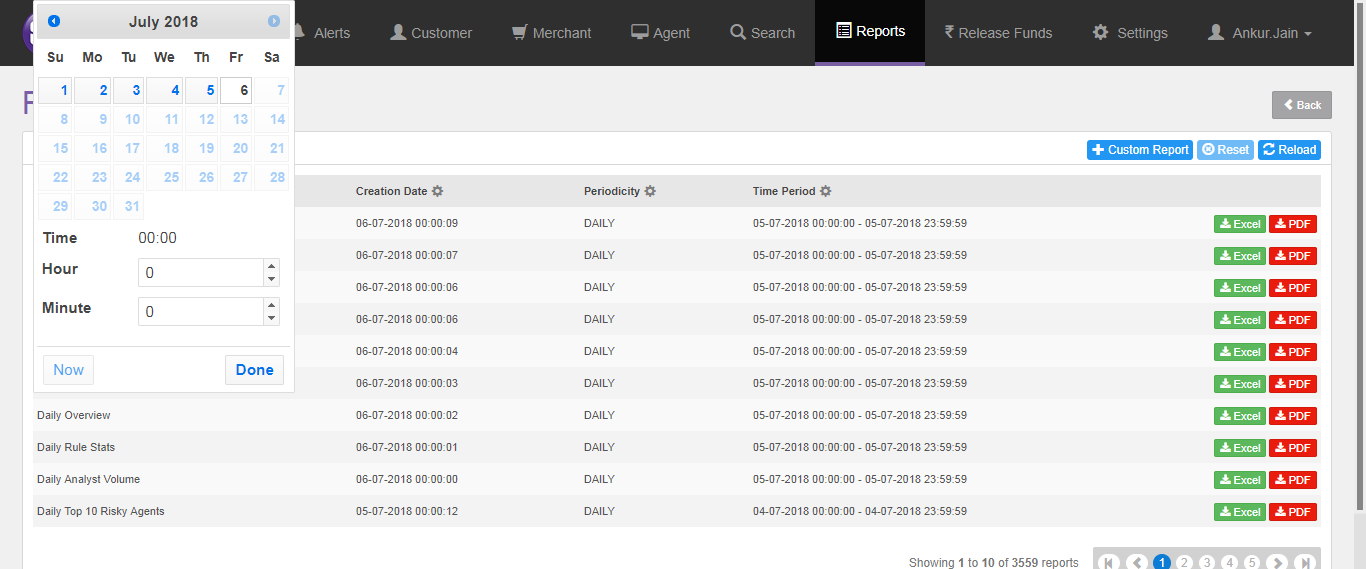 July 2018
Alerts Customer Merchant Agent Search Reports ₹ Release Funds Settings Ankur.Jain
Su Mo Tu We Th Fr Sa
1 2 3 4 5 6 7
8 9 10 11 12 13 14
15 16 17 18 19 20 21
22 23 24 25 26 27 28
29 30 31
Time 00:00
Hour 0
Minute 0
Now Done
Back
Custom Report Reset Reload
Creation Date Periodicity Time Period
06-07-2018 00:00:09 DAILY 05-07-2018 00:00:00 - 05-07-2018 23:59:59 Excel PDF
06-07-2018 00:00:07 DAILY 05-07-2018 00:00:00 - 05-07-2018 23:59:59 Excel PDF
06-07-2018 00:00:06 DAILY 05-07-2018 00:00:00 - 05-07-2018 23:59:59 Excel PDF
06-07-2018 00:00:06 DAILY 05-07-2018 00:00:00 - 05-07-2018 23:59:59 Excel PDF
06-07-2018 00:00:04 DAILY 05-07-2018 00:00:00 - 05-07-2018 23:59:59 Excel PDF
06-07-2018 00:00:03 DAILY 05-07-2018 00:00:00 - 05-07-2018 23:59:59 Excel PDF
Daily Overview 06-07-2018 00:00:02 DAILY 05-07-2018 00:00:00 - 05-07-2018 23:59:59 Excel PDF
Daily Rule Stats 06-07-2018 00:00:01 DAILY 05-07-2018 00:00:00 - 05-07-2018 23:59:59 Excel PDF
Daily Analyst Volume 06-07-2018 00:00:00 DAILY 05-07-2018 00:00:00 - 05-07-2018 23:59:59 Excel PDF
Daily Top 10 Risky Agents 05-07-2018 00:00:12 DAILY 04-07-2018 00:00:00 - 04-07-2018 23:59:59 Excel PDF
Showing 1 to 10 of 3559 reports 1 2 3 4 5